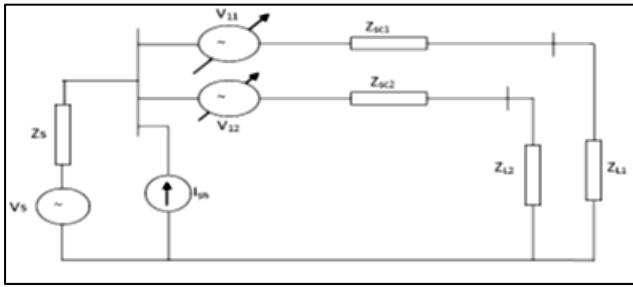 V₁₁
Zsc1
V₁₂
Zsc2
Zs
Vs
~
~
~
Ish
ZL2
ZL1